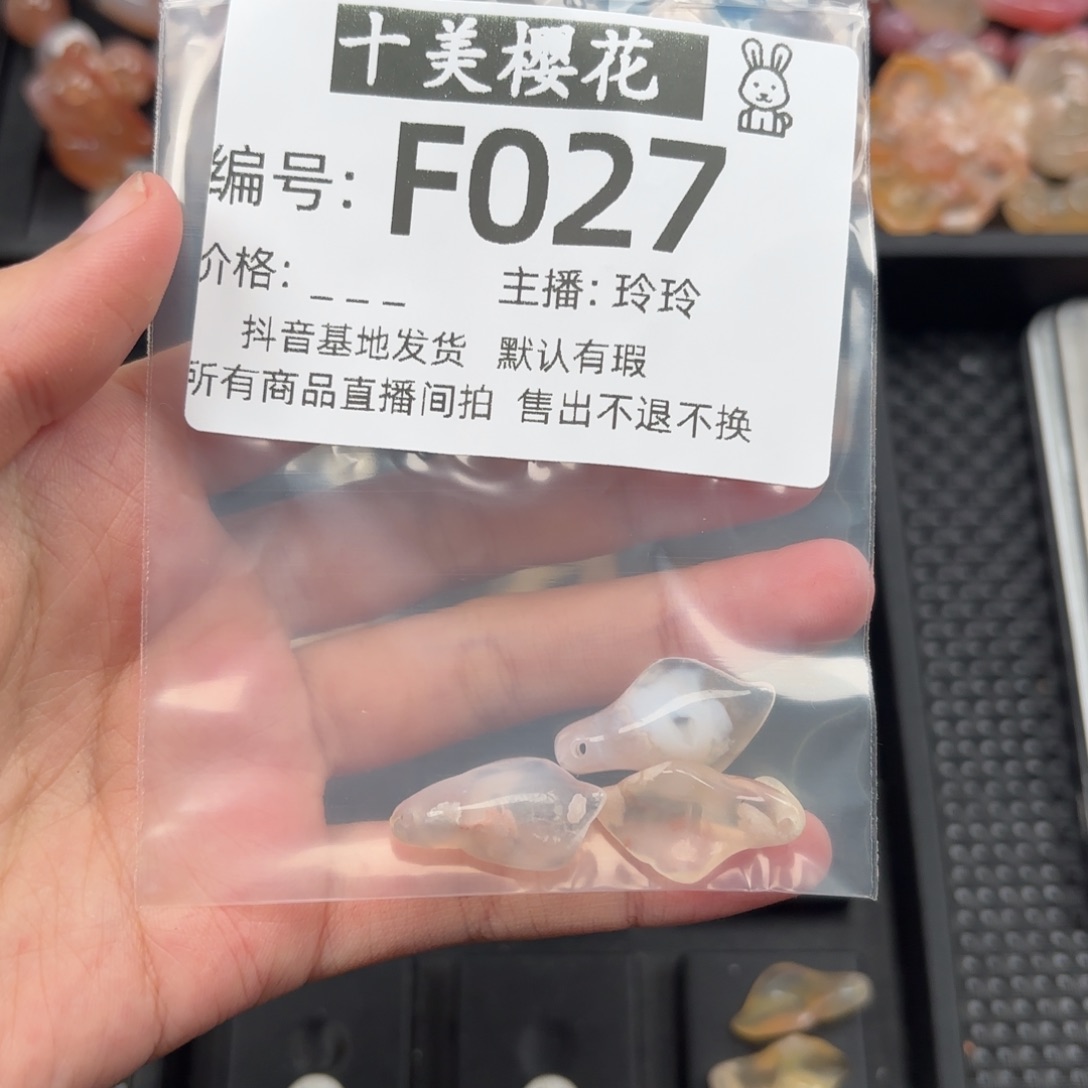 十美樱花
编号: F027
价格: _ _ _ 主播: 玲玲
抖音基地发货 默认有瑕
所有商品直播间拍 售出不退不换